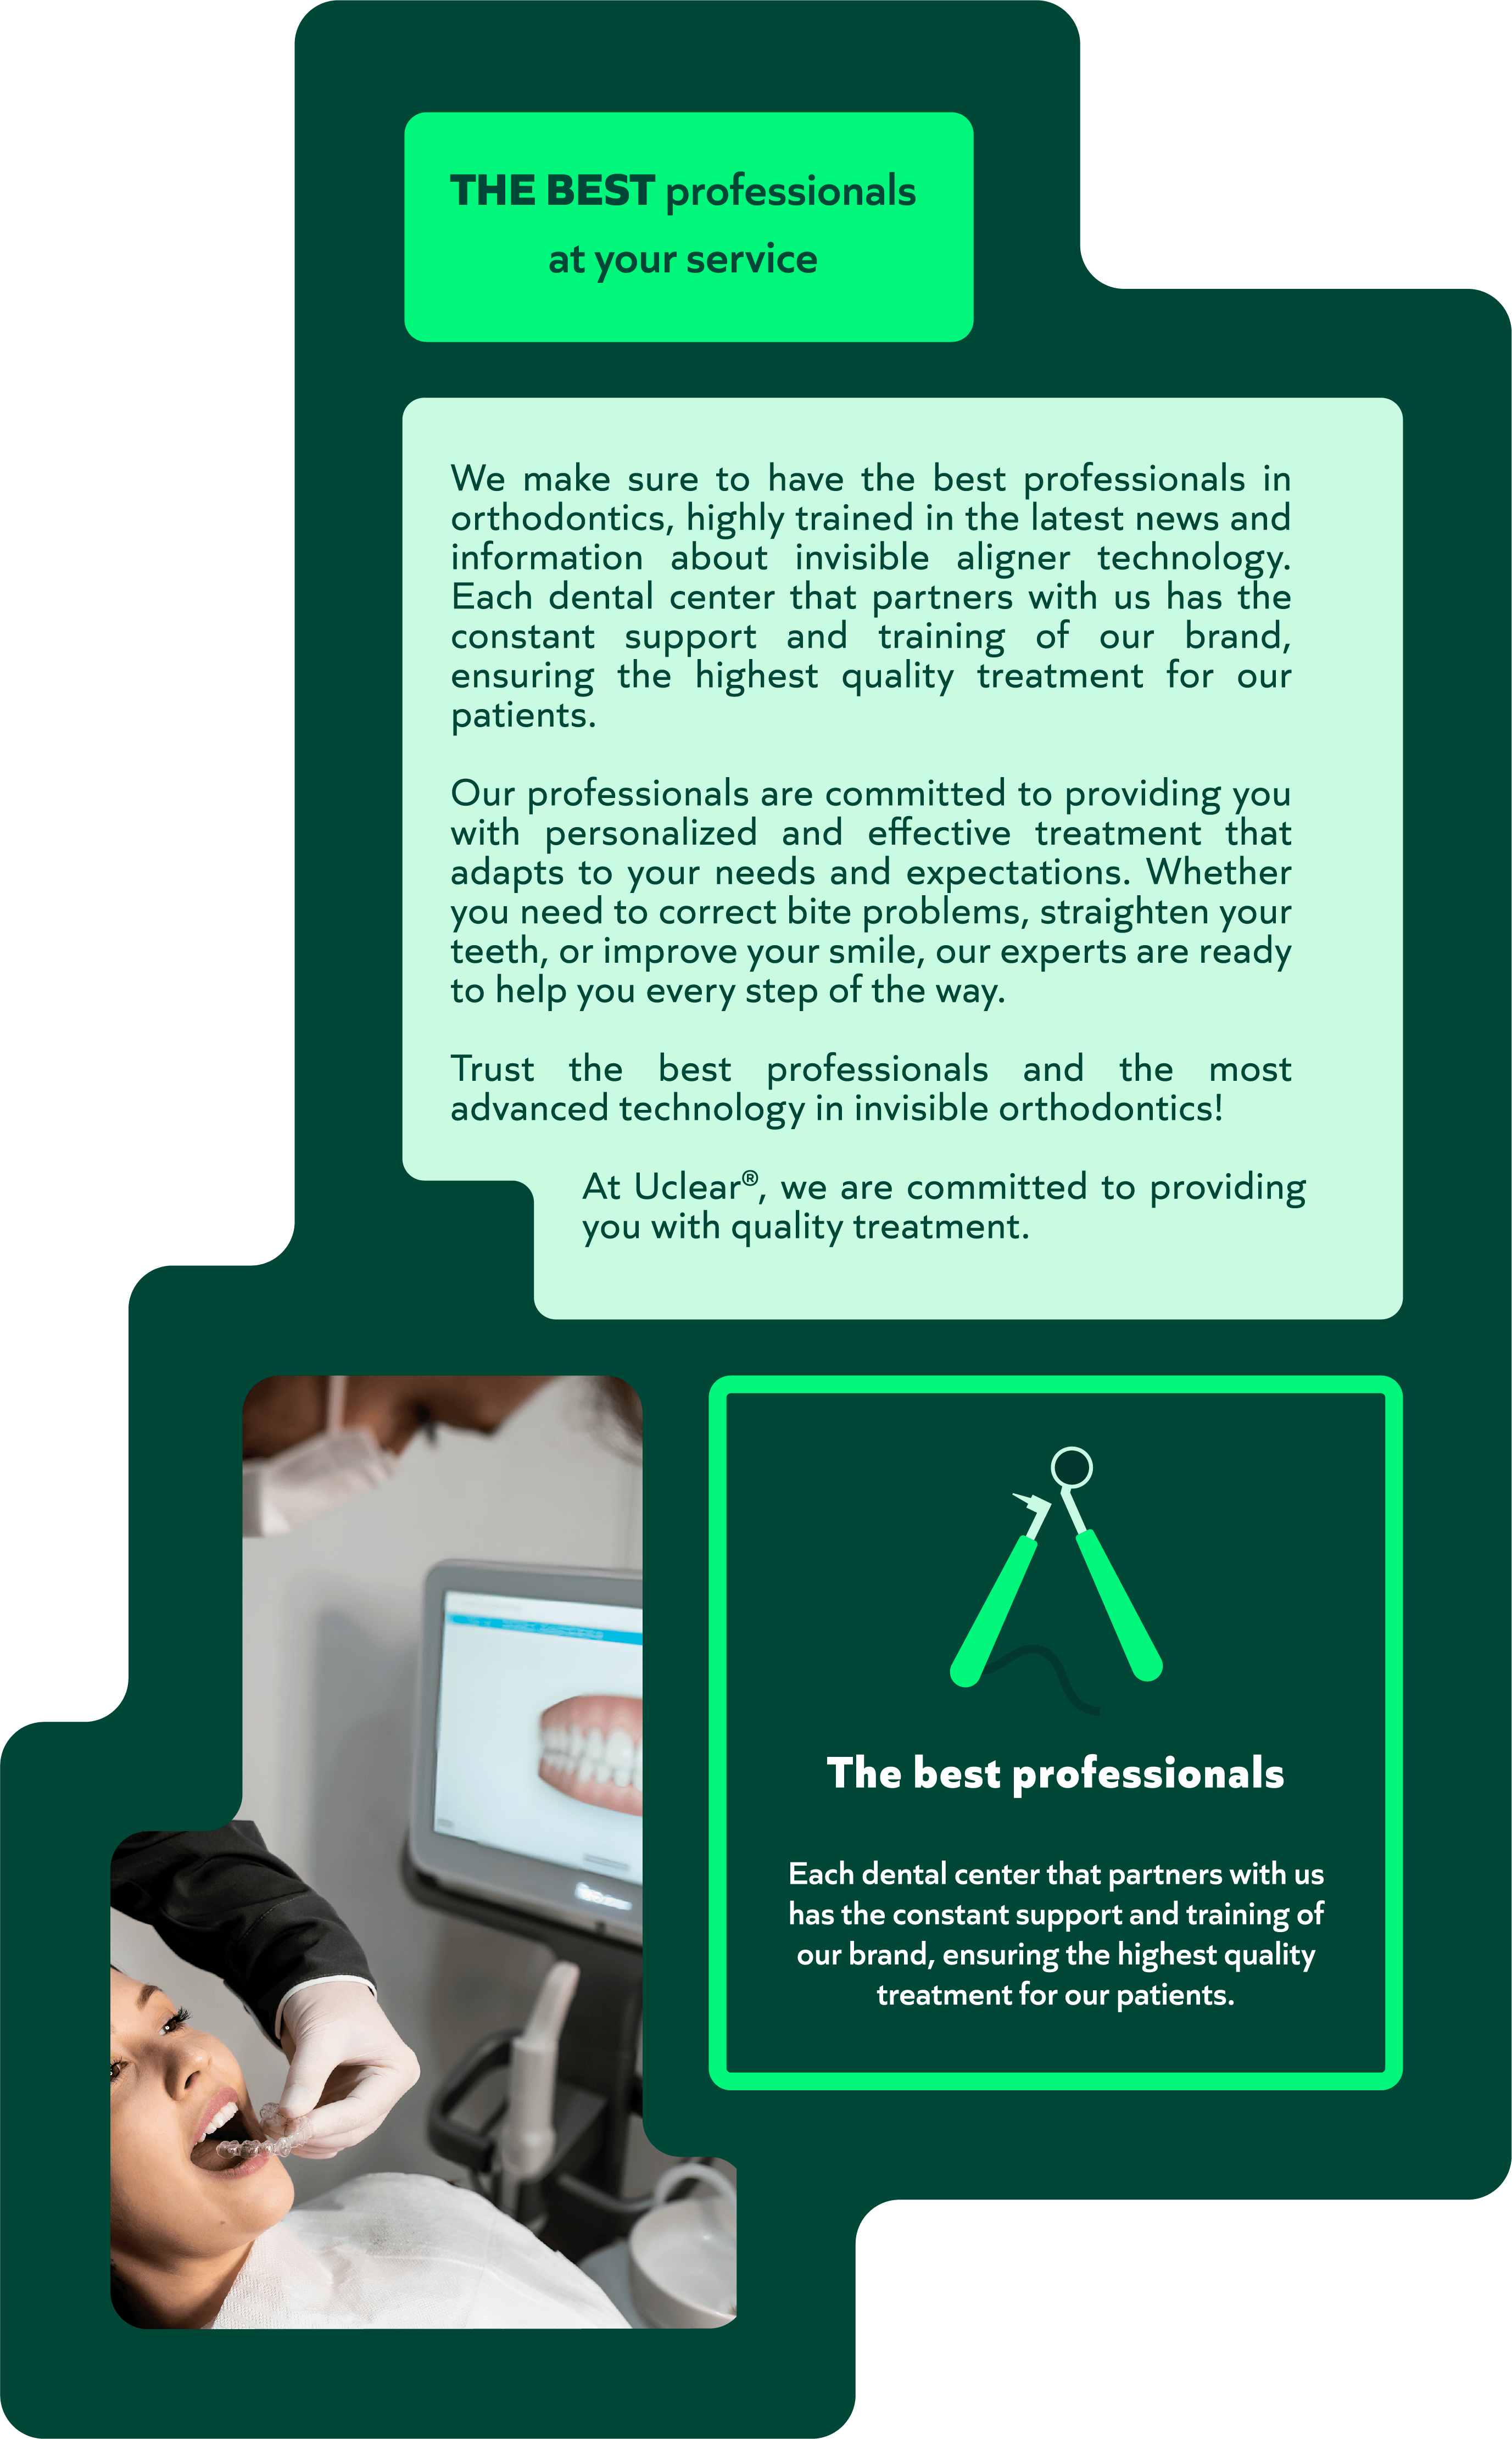 THE BEST professionals
at your service
We make sure to have the best professionals in
orthodontics, highly trained in the latest news and
information about invisible aligner technology.
Each dental center that partners with us has the
constant support and training of our brand,
ensuring the highest quality treatment for our
patients.
Our professionals are committed to providing you
with personalized and effective treatment that
adapts to your needs and expectations. Whether
you need to correct bite problems, straighten your
teeth, or improve your smile, our experts are ready
to help you every step of the way.
Trust the best professionals and the most
advanced technology in invisible orthodontics!
At Uclear®, we are committed to providing
you with quality treatment.
The best professionals
Each dental center that partners with us
has the constant support and training of
our brand, ensuring the highest quality
treatment for our patients.